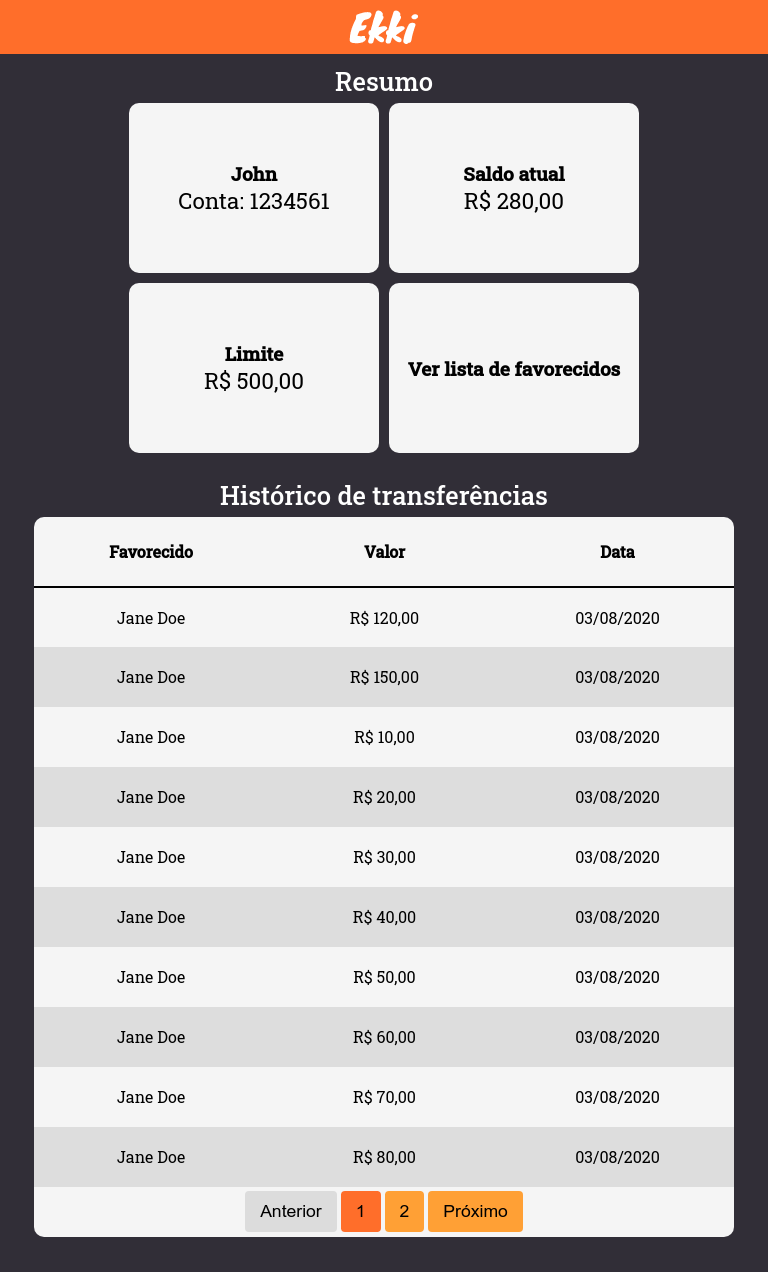 Ekki
Resumo
John
Conta: 1234561
Saldo atual
R$ 280,00
Limite
R$ 500,00
Ver lista de favorecidos
Histórico de transferências
Favorecido Valor Data
Jane Doe R$ 120,00 03/08/2020
Jane Doe R$ 150,00 03/08/2020
Jane Doe R$ 10,00 03/08/2020
Jane Doe R$ 20,00 03/08/2020
Jane Doe R$ 30,00 03/08/2020
Jane Doe R$ 40,00 03/08/2020
Jane Doe R$ 50,00 03/08/2020
Jane Doe R$ 60,00 03/08/2020
Jane Doe R$ 70,00 03/08/2020
Jane Doe R$ 80,00 03/08/2020
Anterior 1 2 Próximo